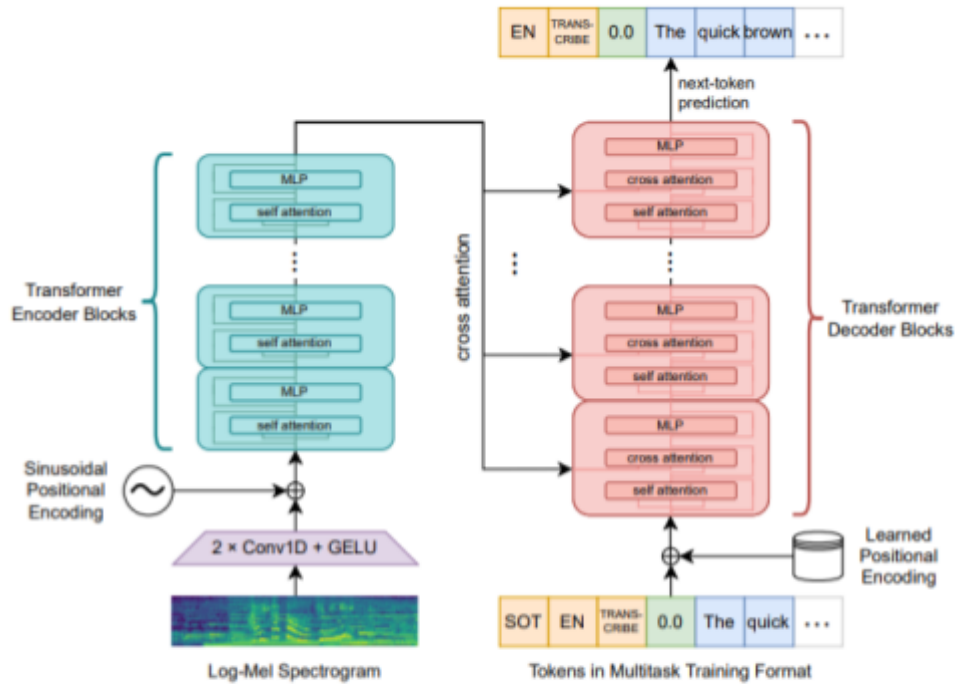 EN TRANS- CRIBE 0.0 The quick brown ...
next-token
prediction
MLP
self attention
MLP
self attention
MLP
self attention
Transformer
Encoder Blocks
cross attention
MLP
cross attention
self attention
MLP
cross attention
self attention
MLP
cross attention
self attention
Transformer
Decoder Blocks
Sinusoidal
Positional
Encoding
2 × Conv1D + GELU
Learned
Positional
Encoding
SOT EN TRANS- CRIBE 0.0 The quick ...
Log-Mel Spectrogram
Tokens in Multitask Training Format